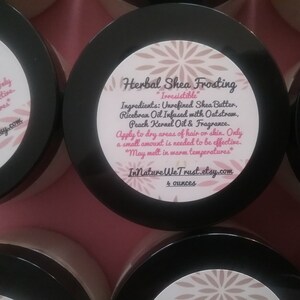 Herbal Shea Frosting
"Irresistible"
Ingredients: Unrefined Shea Butter,
Ricebran Oil Infused with Oatstraw,
Peach Kernel Oil & Fragrance.
Apply to dry areas of hair or skin. Only
a small amount is needed to be effective.
"May melt in warm temperatures"
InNatureWeTrust.etsy.com
4 ounces